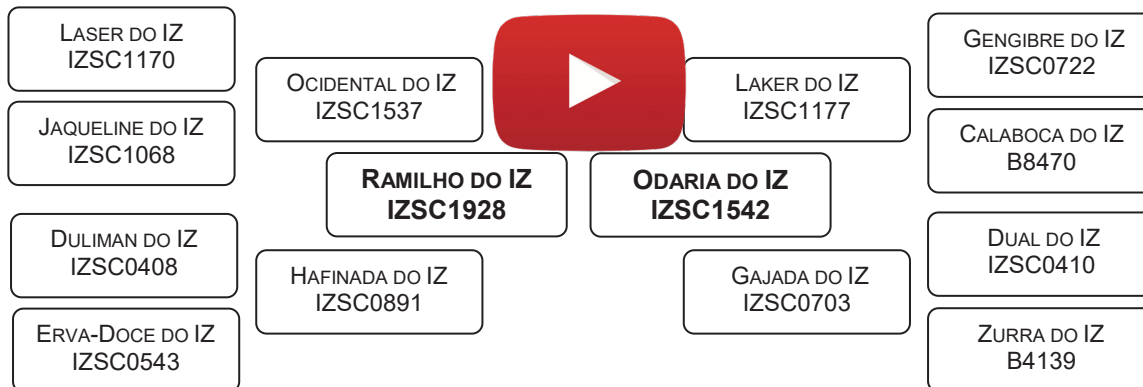 LASER DO IZ
IZSC1170
JAQUELINE DO IZ
IZSC1068
DULIMAN DO IZ
IZSC0408
ERVA-DOCE DO IZ
IZSC0543
OCIDENTAL DO IZ
IZSC1537
HAFINADA DO IZ
IZSC0891
RAMILHO DO IZ
IZSC1928
ODARIA DO IZ
IZSC1542
LAKER DO IZ
IZSC1177
GAJADA DO IZ
IZSC0703
GENGIBRE DO IZ
IZSC0722
CALABOCA DO IZ
B8470
DUAL DO IZ
IZSC0410
ZURRA DO IZ
B4139